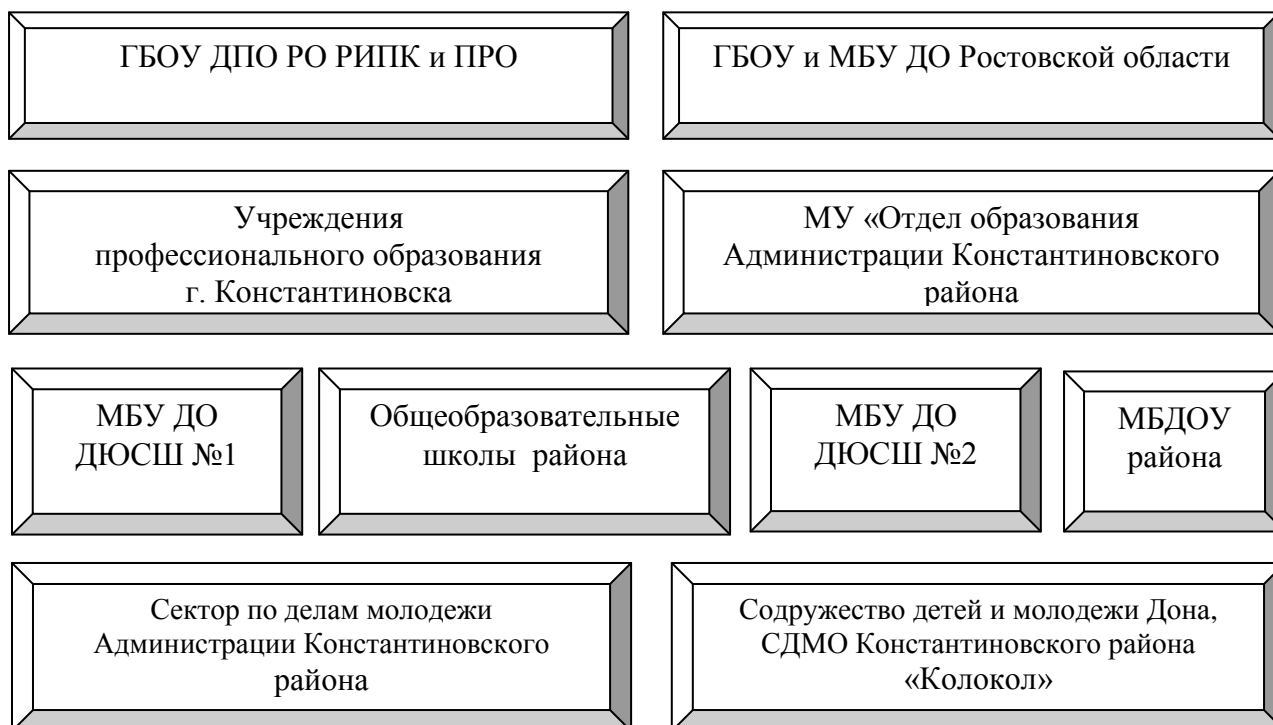 ГБОУ ДПО РО РИПК и ПРО
ГБОУ и МБУ ДО Ростовской области
Учреждения
профессионального образования
г. Константиновска
МУ «Отдел образования
Администрации Константиновского
района
МБУ ДО
ДЮСШ №1
Общеобразовательные
школы района
МБУ ДО
ДЮСШ №2
МБДОУ
района
Сектор по делам молодежи
Администрации Константиновского
района
Содружество детей и молодежи Дона,
СДМО Константиновского района
«Колокол»